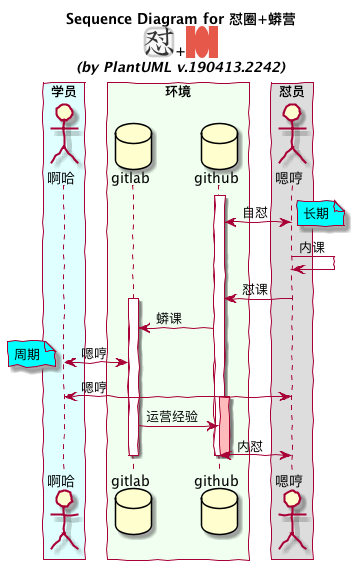 Sequence Diagram for 怼圈+蟒营
怼+
(by PlantUML v.190413.2242)
学员 环境 怼员
啊哈 gitlab github 嗯哼
自怼 长期
内课
怼课
蟒课
周期 嗯哼
嗯哼
运营经验
内怼
啊哈 gitlab github 嗯哼